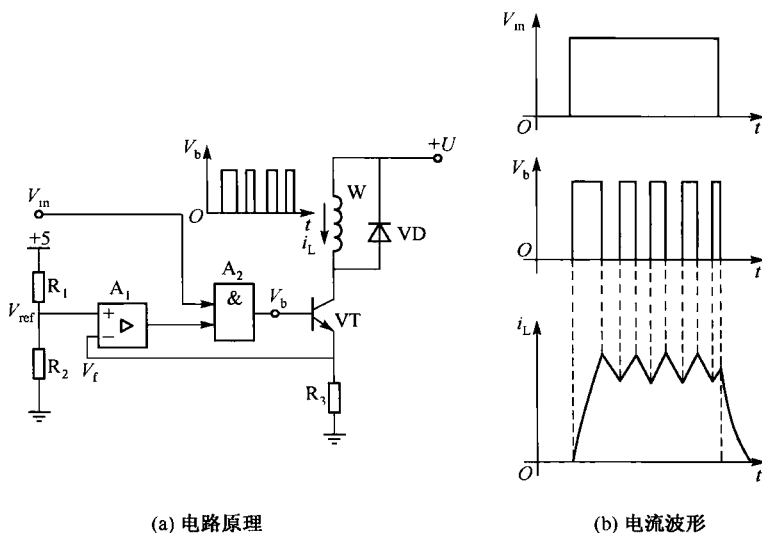 V_b
O
t
i_L
+U
W
VD
V_in
+5
R_1
V_ref
R_2
A_1
+
−
V_f
A_2
&
V_b
VT
R_3
(a) 电路原理
V_in
O
t
V_b
O
t
i_L
O
t
(b) 电流波形